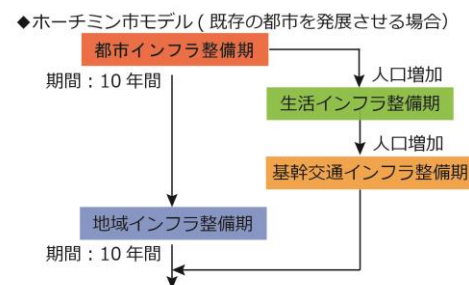 ◆ホーチミン市モデル ( 既存の都市を発展させる場合）
都市インフラ整備期
期間：10 年間
人口増加
生活インフラ整備期
人口増加
基幹交通インフラ整備期
地域インフラ整備期
期間：10 年間